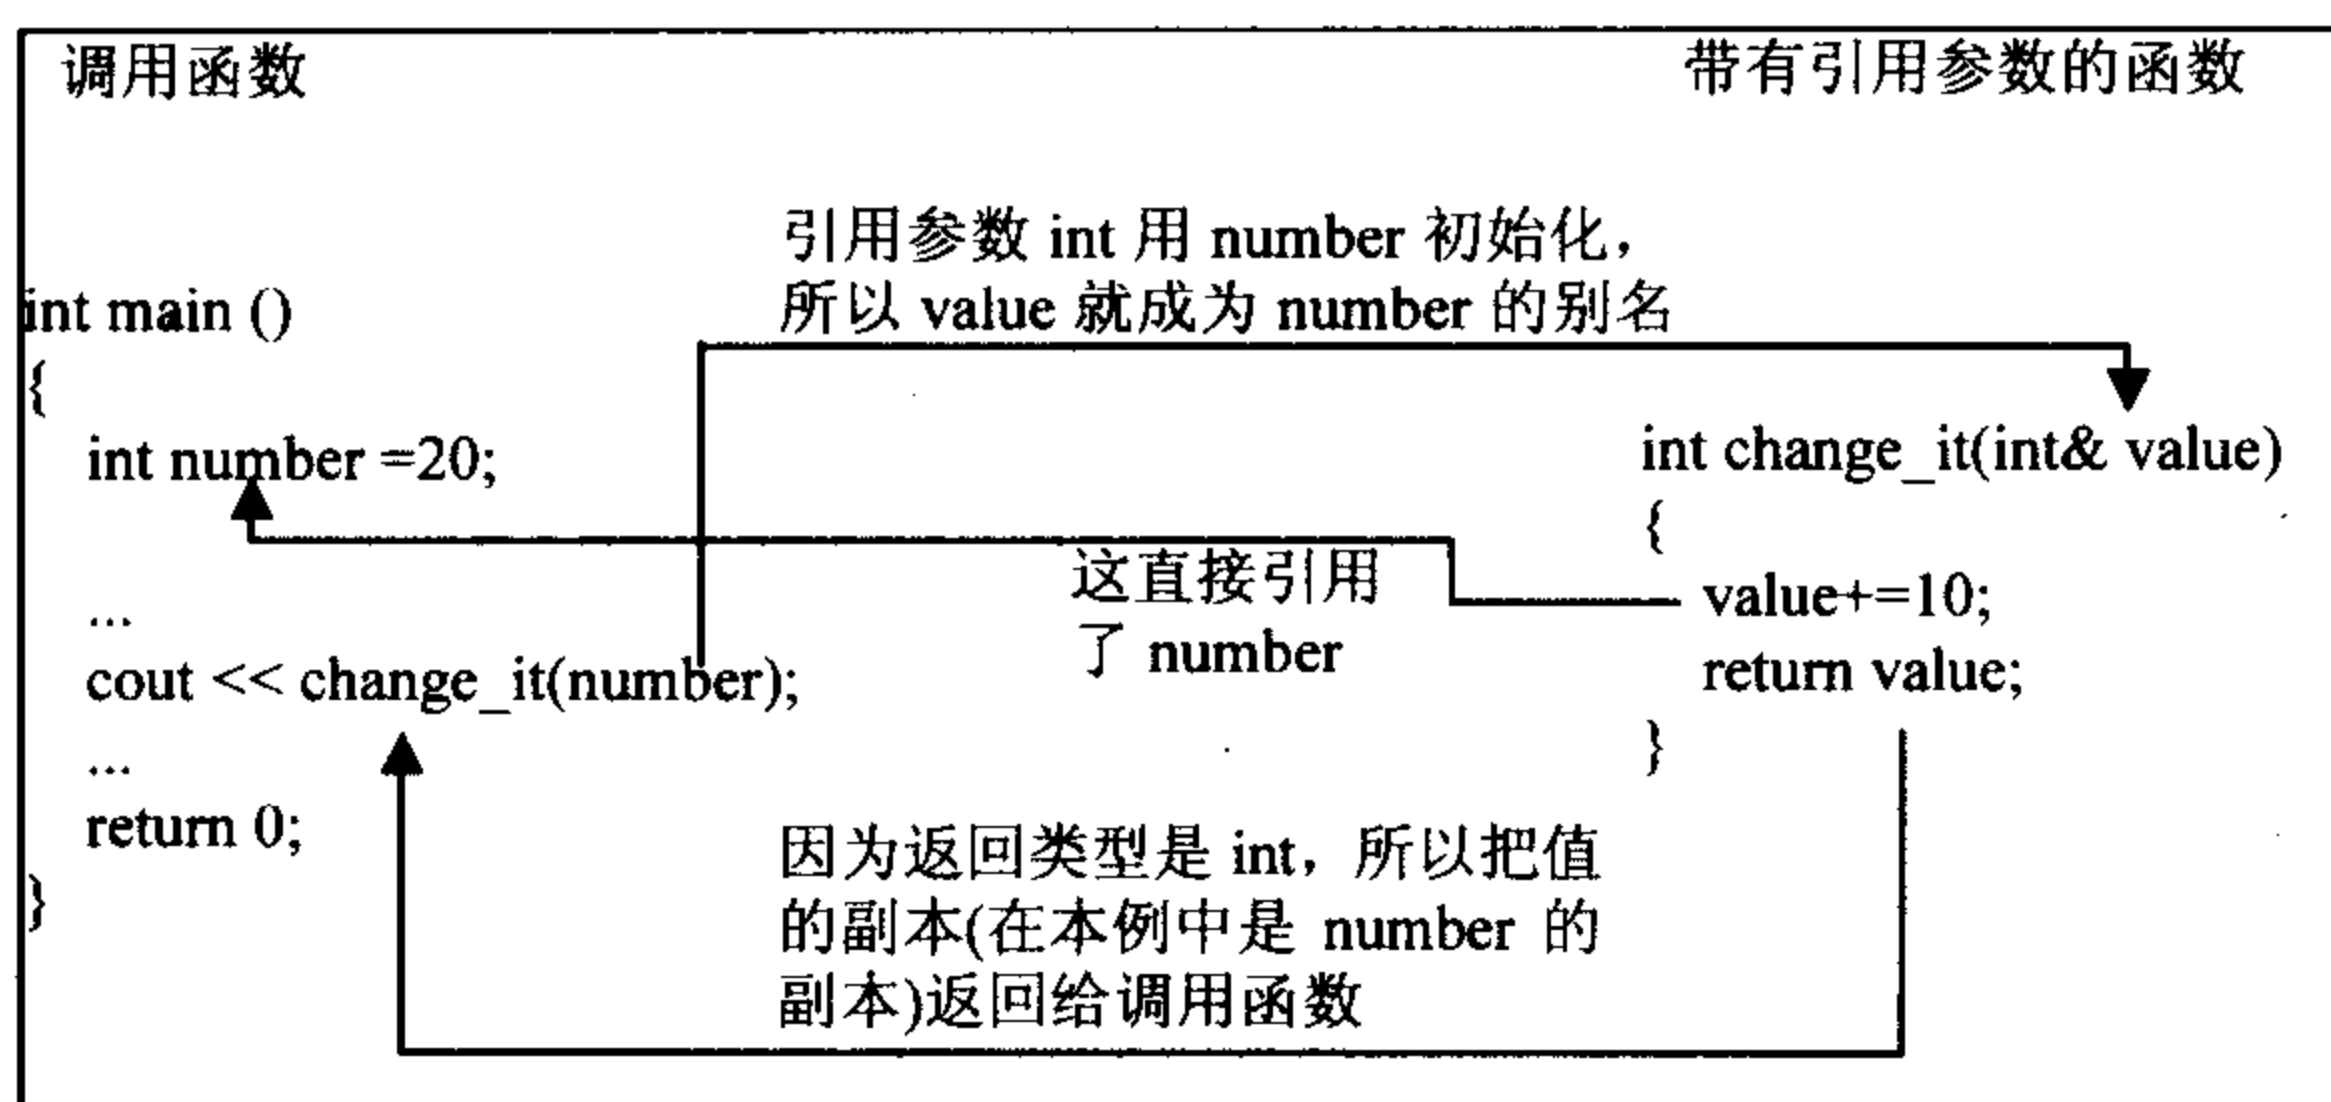 调用函数
带有引用参数的函数
引用参数 int 用 number 初始化，
所以 value 就成为 number 的别名
int main ()
{
int number =20;
...
cout << change_it(number);
...
return 0;
}
这直接引用
了 number
int change_it(int& value)
{
value+=10;
return value;
}
因为返回类型是 int，所以把值
的副本(在本例中是 number 的
副本)返回给调用函数